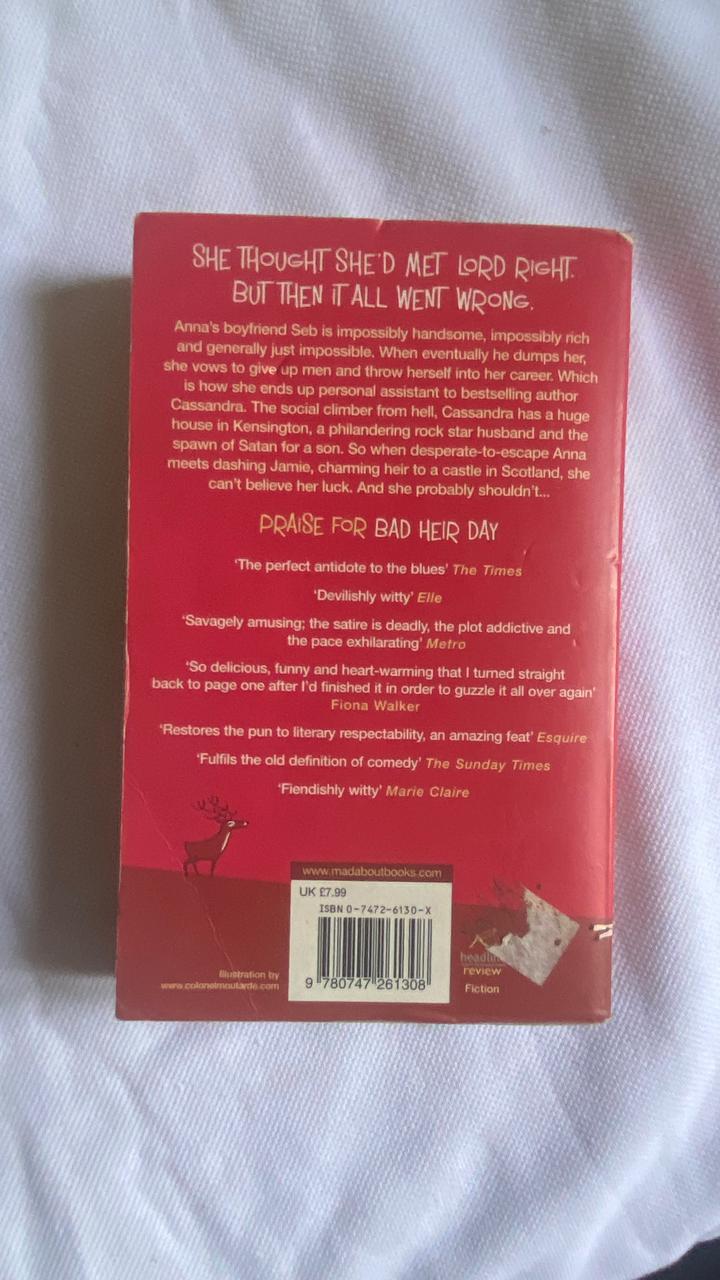 SHE THOUGHT SHE'D MET LORD RIGHT.
BUT THEN IT ALL WENT WRONG.
Anna's boyfriend Seb is impossibly handsome, impossibly rich
and generally just impossible. When eventually he dumps her,
she vows to give up men and throw herself into her career. Which
is how she ends up personal assistant to bestselling author
Cassandra. The social climber from hell, Cassandra has a huge
house in Kensington, a philandering rock star husband and the
spawn of Satan for a son. So when desperate-to-escape Anna
meets dashing Jamie, charming heir to a castle in Scotland, she
can't believe her luck. And she probably shouldn't...
PRAISE FOR BAD HEIR DAY
'The perfect antidote to the blues' The Times
'Devilishly witty' Elle
'Savagely amusing; the satire is deadly, the plot addictive and
the pace exhilarating' Metro
'So delicious, funny and heart-warming that I turned straight
back to page one after I'd finished it in order to guzzle it all over again'
Fiona Walker
'Restores the pun to literary respectability, an amazing feat' Esquire
'Fulfils the old definition of comedy' The Sunday Times
'Fiendishly witty' Marie Claire
www.madaboutbooks.com
UK £7.99
ISBN 0-7472-6130-X
9 780747 261308
Illustration by
www.colonelmoutarde.com
headline
review
Fiction